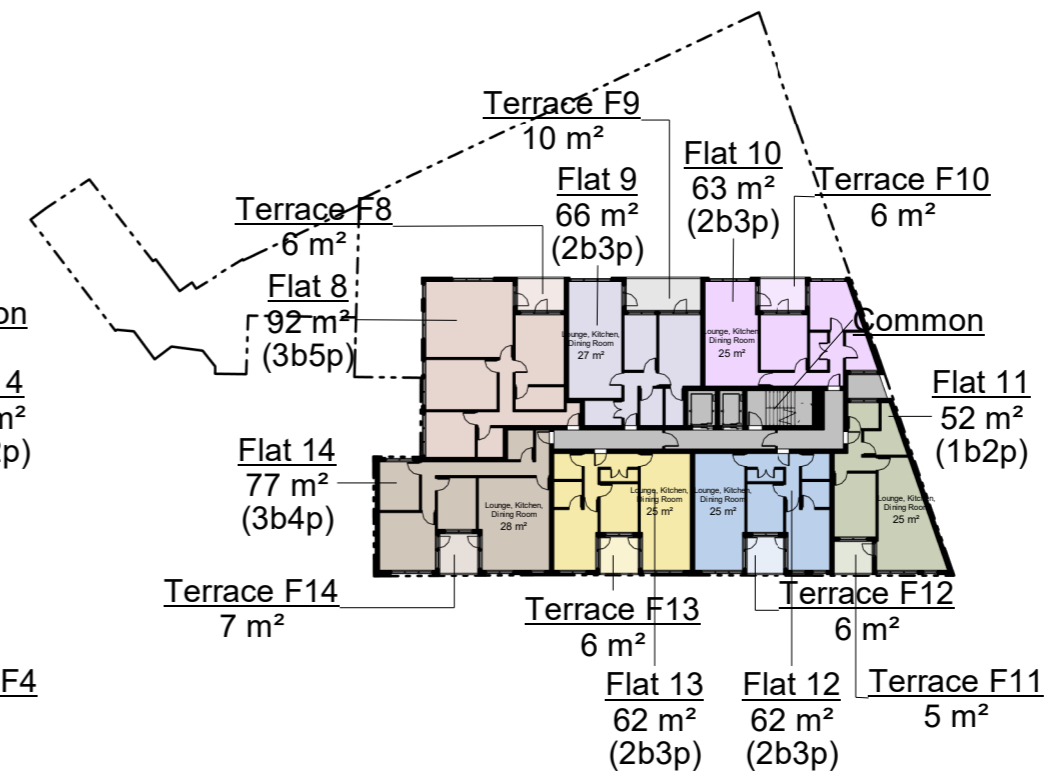 Terrace F9
10 m²
Flat 10
63 m²
(2b3p)
Flat 9
66 m²
(2b3p)
Terrace F10
6 m²
Terrace F8
6 m²
Flat 8
92 m²
(3b5p)
on
Common
Lounge, Kitchen,
Dining Room
27 m²
Lounge, Kitchen,
Dining Room
25 m²
4
m²
p)
Flat 11
52 m²
(1b2p)
Flat 14
77 m²
(3b4p)
Lounge, Kitchen,
Dining Room
28 m²
Lounge, Kitchen,
Dining Room
25 m²
Lounge, Kitchen,
Dining Room
25 m²
Lounge, Kitchen,
Dining Room
25 m²
Terrace F14
7 m²
Terrace F13
6 m²
Terrace F12
6 m²
F4
Flat 13
62 m²
(2b3p)
Flat 12
62 m²
(2b3p)
Terrace F11
5 m²